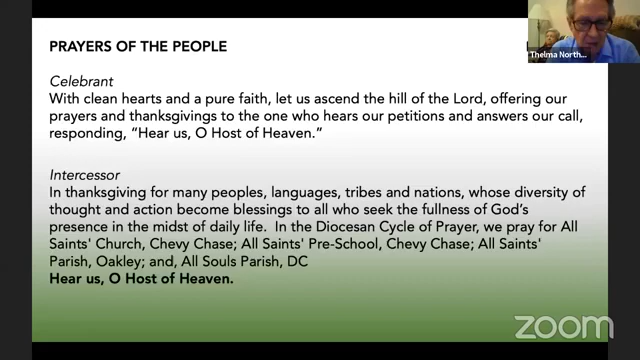 PRAYERS OF THE PEOPLE
Thelma North...
Celebrant
With clean hearts and a pure faith, let us ascend the hill of the Lord, offering our
prayers and thanksgivings to the one who hears our petitions and answers our call,
responding, “Hear us, O Host of Heaven.”
Intercessor
In thanksgiving for many peoples, languages, tribes and nations, whose diversity of
thought and action become blessings to all who seek the fullness of God’s
presence in the midst of daily life. In the Diocesan Cycle of Prayer, we pray for All
Saints' Church, Chevy Chase; All Saints' Pre-School, Chevy Chase; All Saints'
Parish, Oakley; and, All Souls Parish, DC
Hear us, O Host of Heaven.
zoom